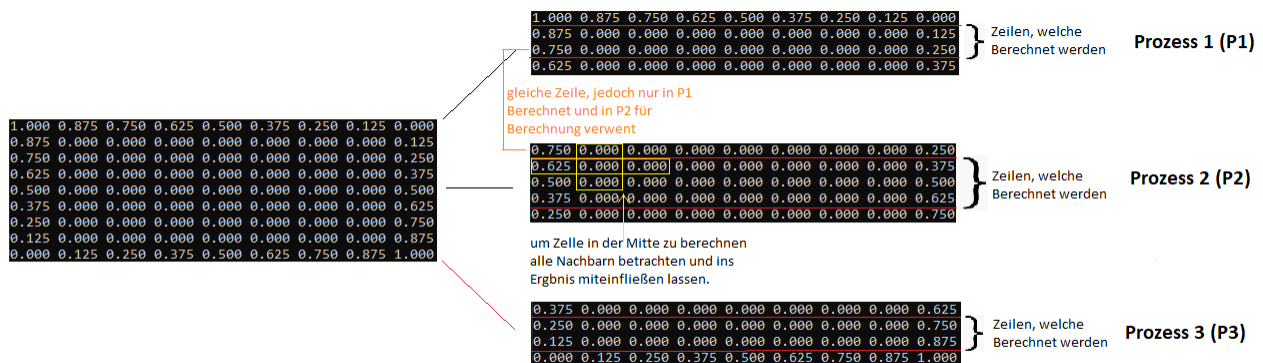 1.000 0.875 0.750 0.625 0.500 0.375 0.250 0.125 0.000
0.875 0.000 0.000 0.000 0.000 0.000 0.000 0.000 0.125
0.750 0.000 0.000 0.000 0.000 0.000 0.000 0.000 0.250
0.625 0.000 0.000 0.000 0.000 0.000 0.000 0.000 0.375
0.500 0.000 0.000 0.000 0.000 0.000 0.000 0.000 0.500
0.375 0.000 0.000 0.000 0.000 0.000 0.000 0.000 0.625
0.250 0.000 0.000 0.000 0.000 0.000 0.000 0.000 0.750
0.125 0.000 0.000 0.000 0.000 0.000 0.000 0.000 0.875
0.000 0.125 0.250 0.375 0.500 0.625 0.750 0.875 1.000
1.000 0.875 0.750 0.625 0.500 0.375 0.250 0.125 0.000
0.875 0.000 0.000 0.000 0.000 0.000 0.000 0.000 0.125
0.750 0.000 0.000 0.000 0.000 0.000 0.000 0.000 0.250
0.625 0.000 0.000 0.000 0.000 0.000 0.000 0.000 0.375
Zeilen, welche
Berechnet werden
Prozess 1 (P1)
gleiche Zeile, jedoch nur in P1
Berechnet und in P2 für
Berechnung verwent
0.750 0.000 0.000 0.000 0.000 0.000 0.000 0.000 0.250
0.625 0.000 0.000 0.000 0.000 0.000 0.000 0.000 0.375
0.500 0.000 0.000 0.000 0.000 0.000 0.000 0.000 0.500
0.375 0.000 0.000 0.000 0.000 0.000 0.000 0.000 0.625
0.250 0.000 0.000 0.000 0.000 0.000 0.000 0.000 0.750
Zeilen, welche
Berechnet werden
Prozess 2 (P2)
um Zelle in der Mitte zu berechnen
alle Nachbarn betrachten und ins
Ergbnis miteinfließen lassen.
0.375 0.000 0.000 0.000 0.000 0.000 0.000 0.000 0.625
0.250 0.000 0.000 0.000 0.000 0.000 0.000 0.000 0.750
0.125 0.000 0.000 0.000 0.000 0.000 0.000 0.000 0.875
0.000 0.125 0.250 0.375 0.500 0.625 0.750 0.875 1.000
Zeilen, welche
Berechnet werden
Prozess 3 (P3)